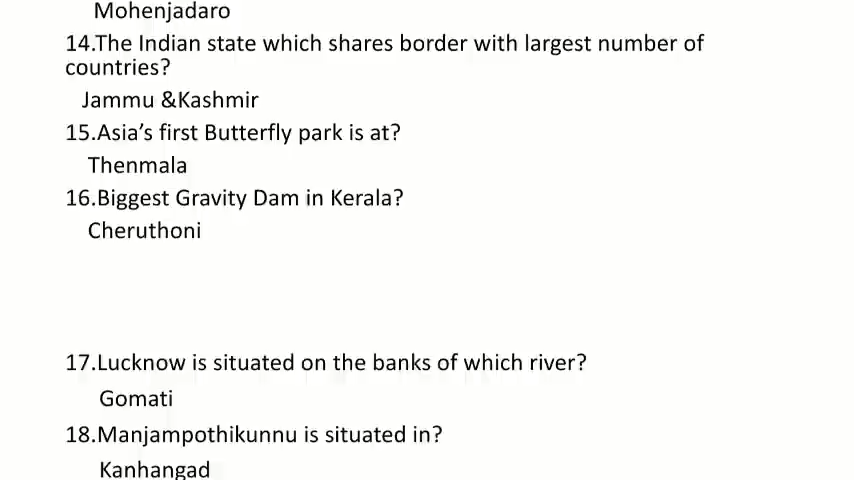 Mohenjadaro
14.The Indian state which shares border with largest number of
countries?
Jammu &Kashmir
15.Asia's first Butterfly park is at?
Thenmala
16.Biggest Gravity Dam in Kerala?
Cheruthoni
17.Lucknow is situated on the banks of which river?
Gomati
18.Manjampothikunnu is situated in?
Kanhangad